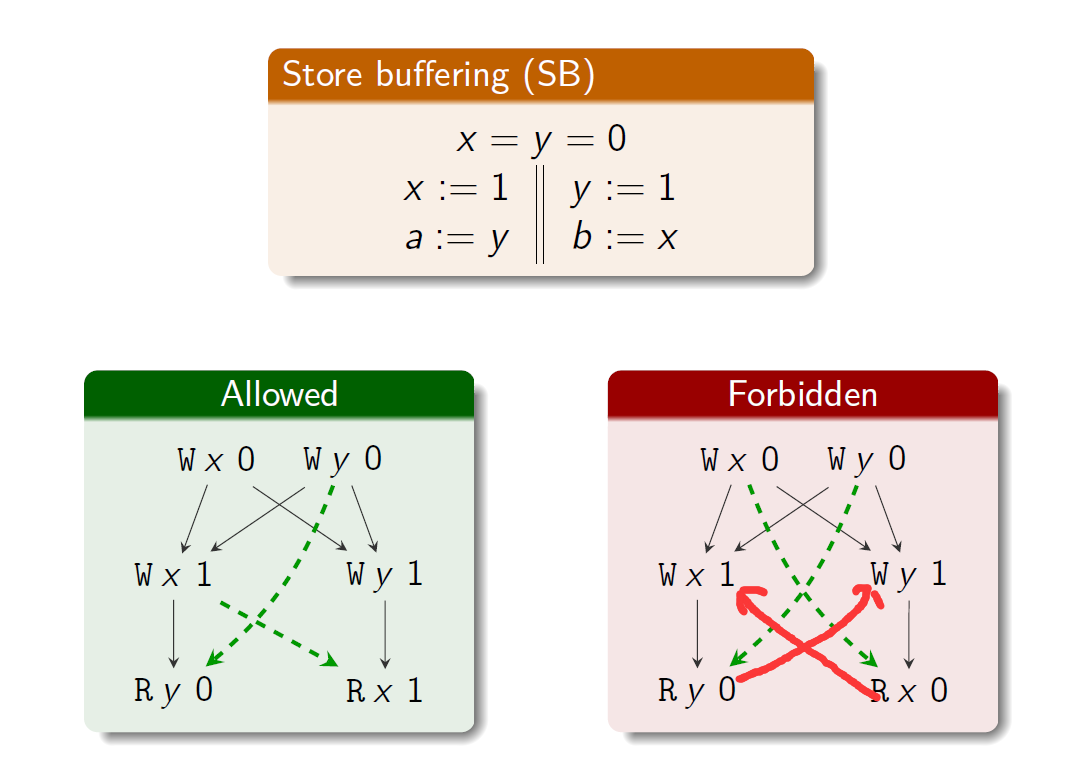 Store buffering (SB)
x = y = 0
x := 1 || y := 1
a := y || b := x
Allowed
W x 0 W y 0
W x 1 W y 1
R y 0 R x 1
Forbidden
W x 0 W y 0
W x 1 W y 1
R y 0 R x 0